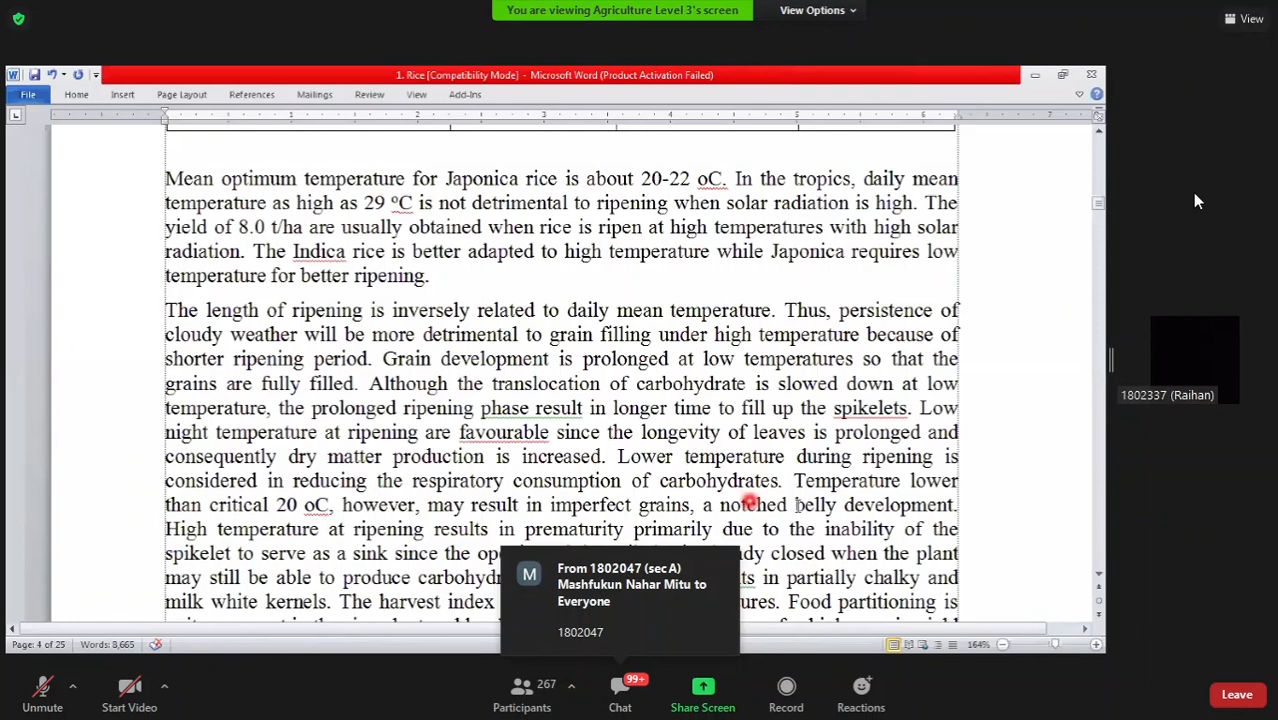 You are viewing Agriculture Level 3's screen
View Options
View
1. Rice [Compatibility Mode] - Microsoft Word (Product Activation Failed)
File Home Insert Page Layout References Mailings Review View Add-Ins
1 2 3 4 5 6 7
Mean optimum temperature for Japonica rice is about 20-22 oC. In the tropics, daily mean
temperature as high as 29 ᵒC is not detrimental to ripening when solar radiation is high. The
yield of 8.0 t/ha are usually obtained when rice is ripen at high temperatures with high solar
radiation. The Indica rice is better adapted to high temperature while Japonica requires low
temperature for better ripening.
The length of ripening is inversely related to daily mean temperature. Thus, persistence of
cloudy weather will be more detrimental to grain filling under high temperature because of
shorter ripening period. Grain development is prolonged at low temperatures so that the
grains are fully filled. Although the translocation of carbohydrate is slowed down at low
temperature, the prolonged ripening phase result in longer time to fill up the spikelets. Low
night temperature at ripening are favourable since the longevity of leaves is prolonged and
consequently dry matter production is increased. Lower temperature during ripening is
considered in reducing the respiratory consumption of carbohydrates. Temperature lower
than critical 20 oC, however, may result in imperfect grains, a notched belly development.
High temperature at ripening results in prematurity primarily due to the inability of the
spikelet to serve as a sink since the closed when the plant
may still be able to produce in partially chalky and
milk white kernels. The harvest index Food partitioning is
From 1802047 (sec A)
Mashfukun Nahar Mitu to
Everyone
1802047
1802337 (Raihan)
Page: 4 of 25 Words: 8,665 164%
Unmute Start Video 267 Participants 99+ Chat Share Screen Record Reactions Leave